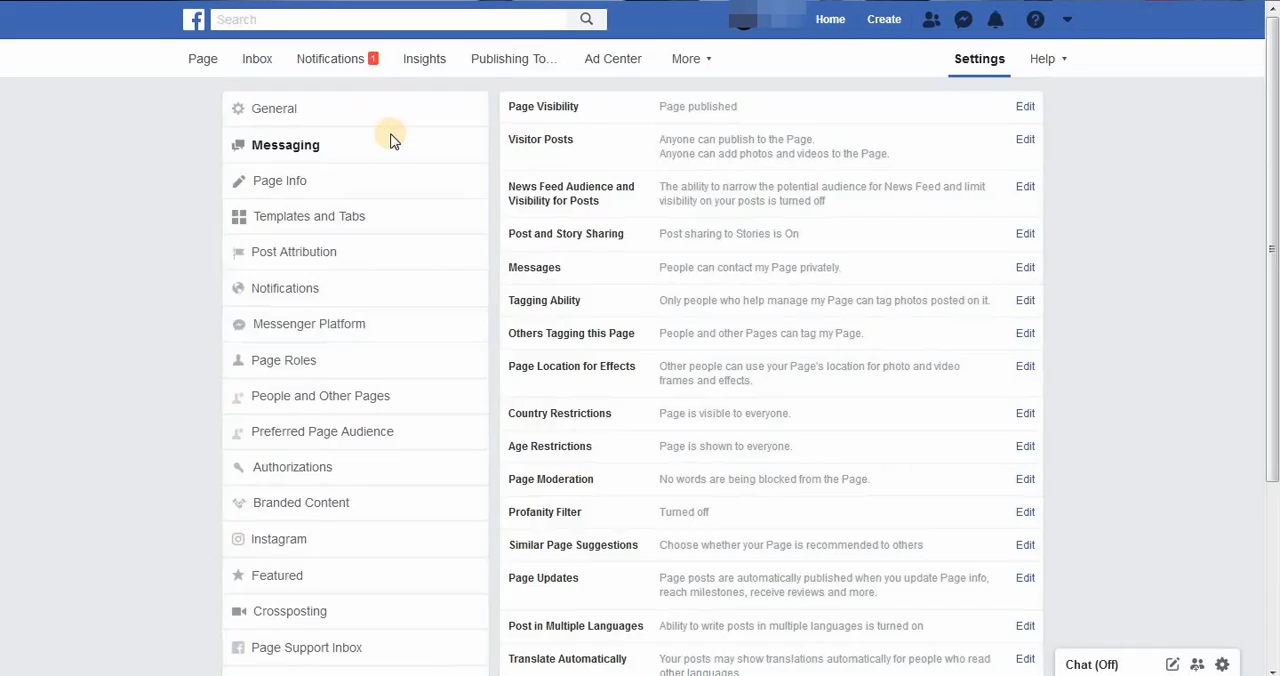 f Search
Home Create
Page Inbox Notifications 1 Insights Publishing To... Ad Center More Settings Help
General
Messaging
Page Info
Templates and Tabs
Post Attribution
Notifications
Messenger Platform
Page Roles
People and Other Pages
Preferred Page Audience
Authorizations
Branded Content
Instagram
Featured
Crossposting
Page Support Inbox
Page Visibility Page published Edit
Visitor Posts Anyone can publish to the Page. Edit
Anyone can add photos and videos to the Page.
News Feed Audience and The ability to narrow the potential audience for News Feed and limit Edit
Visibility for Posts visibility on your posts is turned off
Post and Story Sharing Post sharing to Stories is On Edit
Messages People can contact my Page privately. Edit
Tagging Ability Only people who help manage my Page can tag photos posted on it. Edit
Others Tagging this Page People and other Pages can tag my Page. Edit
Page Location for Effects Other people can use your Page's location for photo and video Edit
frames and effects.
Country Restrictions Page is visible to everyone. Edit
Age Restrictions Page is shown to everyone. Edit
Page Moderation No words are being blocked from the Page. Edit
Profanity Filter Turned off Edit
Similar Page Suggestions Choose whether your Page is recommended to others Edit
Page Updates Page posts are automatically published when you update Page info, Edit
reach milestones, receive reviews and more.
Post in Multiple Languages Ability to write posts in multiple languages is turned on Edit
Translate Automatically Your posts may show translations automatically for people who read Edit
other languages
Chat (Off)